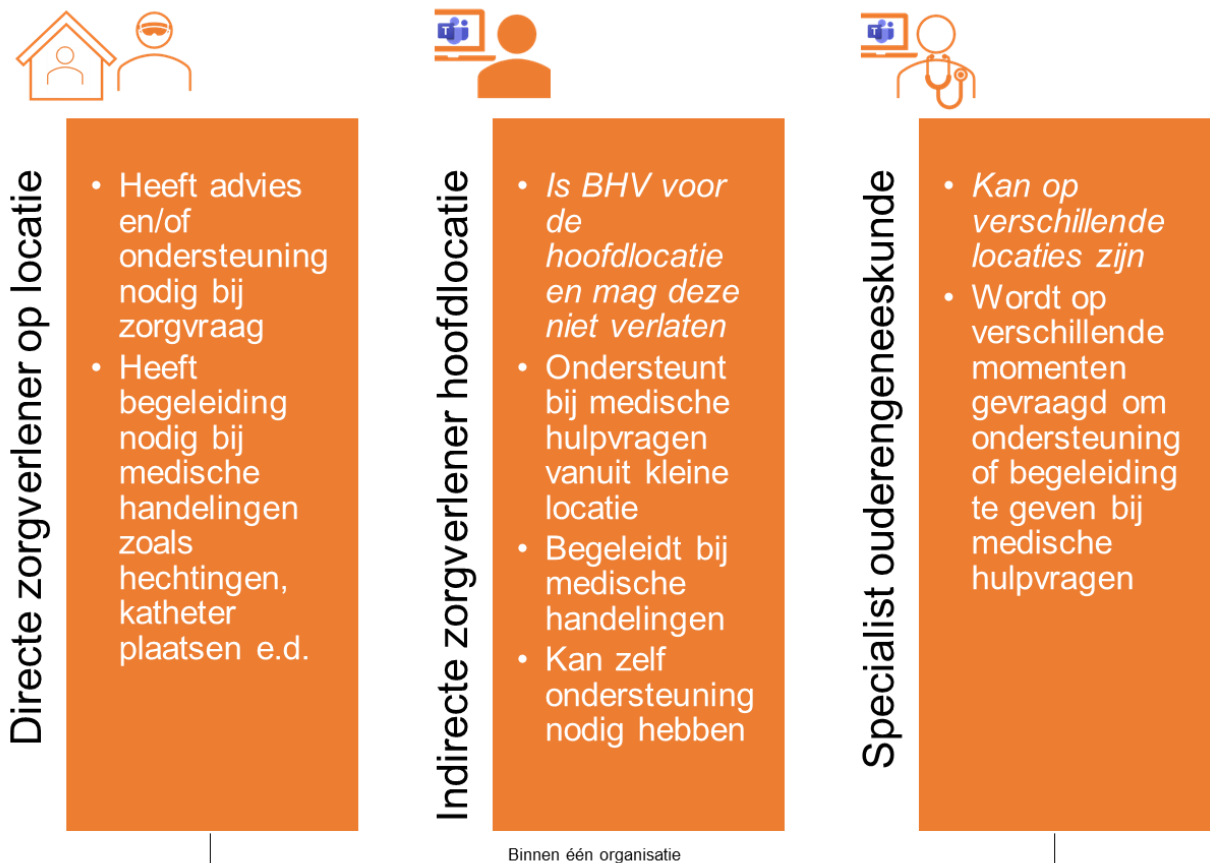 Directe zorgverlener op locatie
• Heeft advies
en/of
ondersteuning
nodig bij
zorgvraag
• Heeft
begeleiding
nodig bij
medische
handelingen
zoals
hechtingen,
katheter
plaatsen e.d.
Indirecte zorgverlener hoofdlocatie
• Is BHV voor
de
hoofdlocatie
en mag deze
niet verlaten
• Ondersteunt
bij medische
hulpvragen
vanuit kleine
locatie
• Begeleidt bij
medische
handelingen
• Kan zelf
ondersteuning
nodig hebben
Specialist ouderengeneeskunde
• Kan op
verschillende
locaties zijn
• Wordt op
verschillende
momenten
gevraagd om
ondersteuning
of begeleiding
te geven bij
medische
hulpvragen
Binnen één organisatie